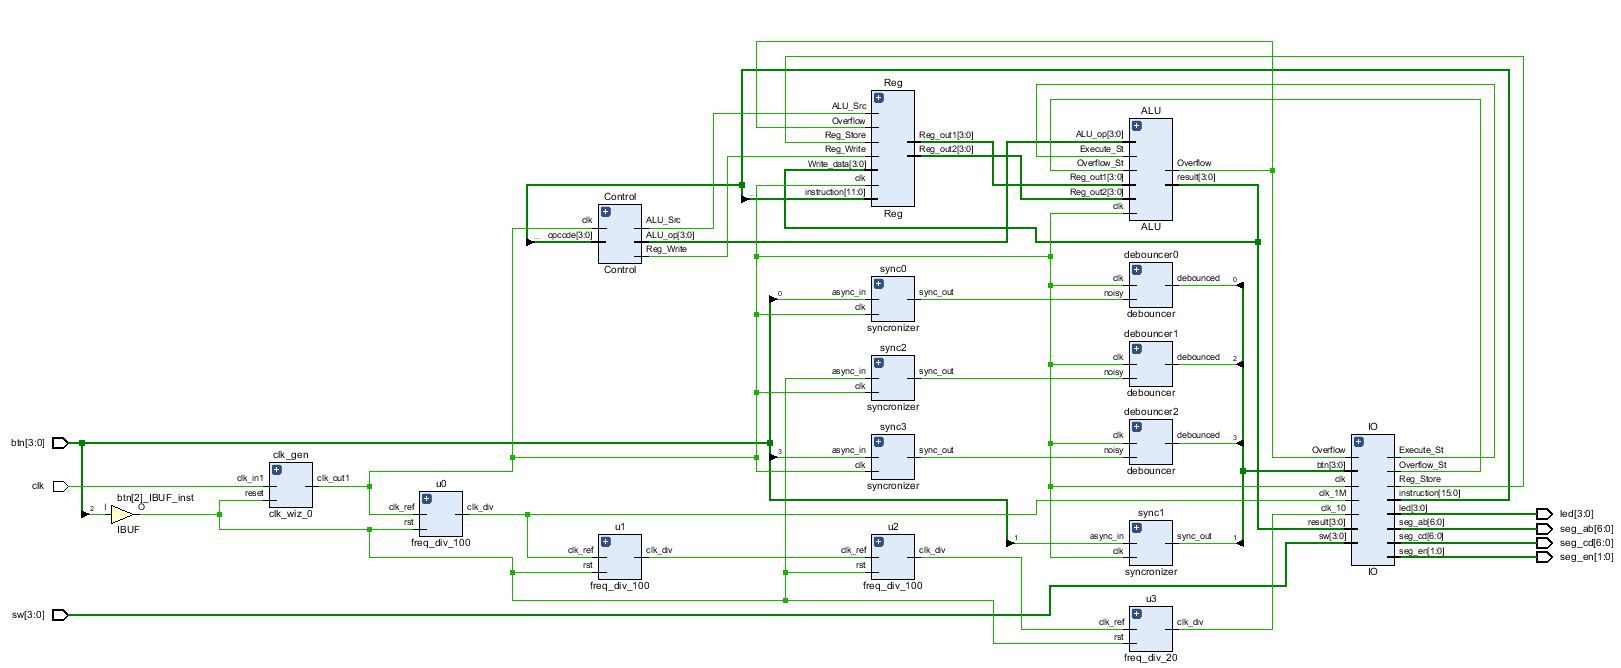 Reg
ALU_Src
Overflow
Reg_Store
Reg_Write
Write_data[3:0]
clk
instruction[11:0]
Reg_out1[3:0]
Reg_out2[3:0]
Reg
ALU
ALU_op[3:0]
Execute_St
Overflow_St
Reg_out1[3:0]
Reg_out2[3:0]
clk
Overflow
result[3:0]
ALU
Control
clk
opcode[3:0]
ALU_Src
ALU_op[3:0]
Reg_Write
Control
sync0
0
async_in
clk
sync_out
syncronizer
debouncer0
clk
noisy
debounced
0
debouncer
sync2
async_in
clk
sync_out
syncronizer
debouncer1
clk
noisy
debounced
2
debouncer
sync3
3
async_in
clk
sync_out
syncronizer
debouncer2
clk
noisy
debounced
3
debouncer
btn[3:0]
clk
2
I
btn[2]_IBUF_inst
O
IBUF
clk_gen
clk_in1
reset
clk_out1
clk_wiz_0
u0
clk_ref
rst
clk_div
freq_div_100
u1
clk_ref
rst
clk_div
freq_div_100
u2
clk_ref
rst
clk_div
freq_div_100
sync1
1
async_in
clk
sync_out
1
syncronizer
u3
clk_ref
rst
clk_div
freq_div_20
sw[3:0]
IO
Overflow
btn[3:0]
clk
clk_1M
clk_10
result[3:0]
sw[3:0]
Execute_St
Overflow_St
Reg_Store
instruction[15:0]
led[3:0]
seg_ab[6:0]
seg_cd[6:0]
seg_en[1:0]
IO
led[3:0]
seg_ab[6:0]
seg_cd[6:0]
seg_en[1:0]